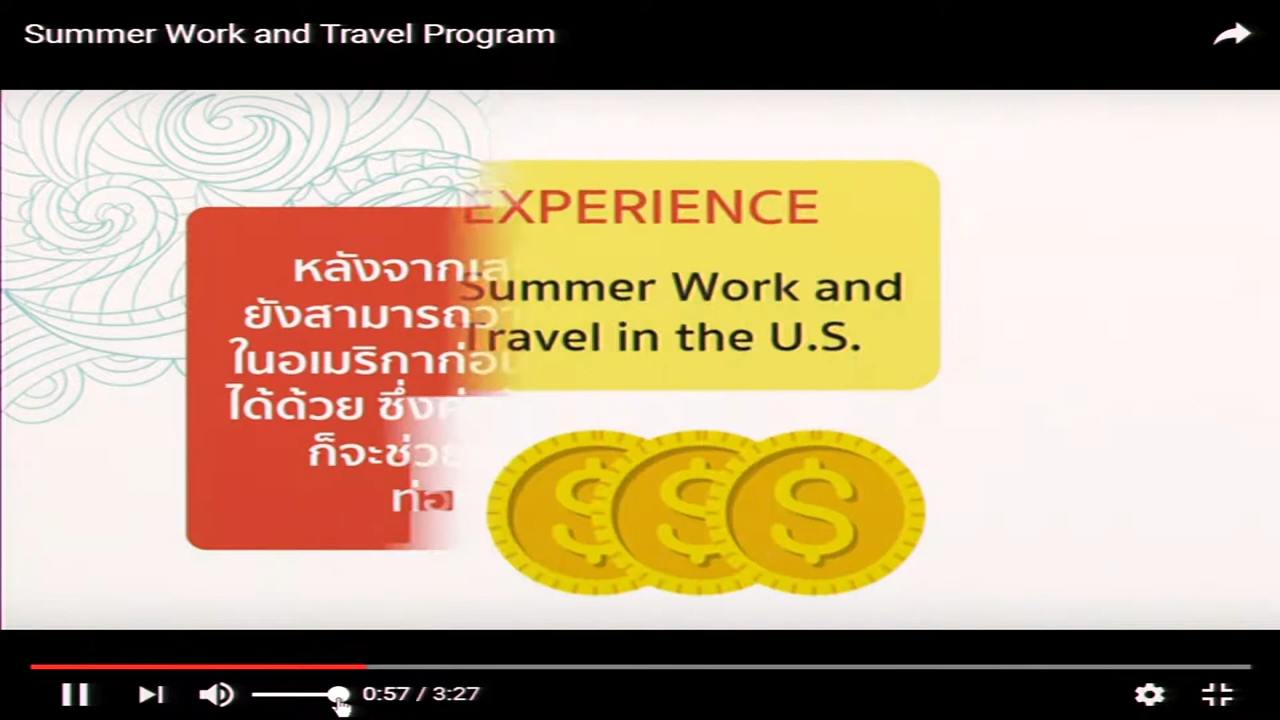 Summer Work and Travel Program
EXPERIENCE
Summer Work and
Travel in the U.S.
หลังจาก
ยังสามารถ
ในอเมริกา
ได้ด้วย ซึ่ง
ก็จะช่วย
0:57 / 3:27